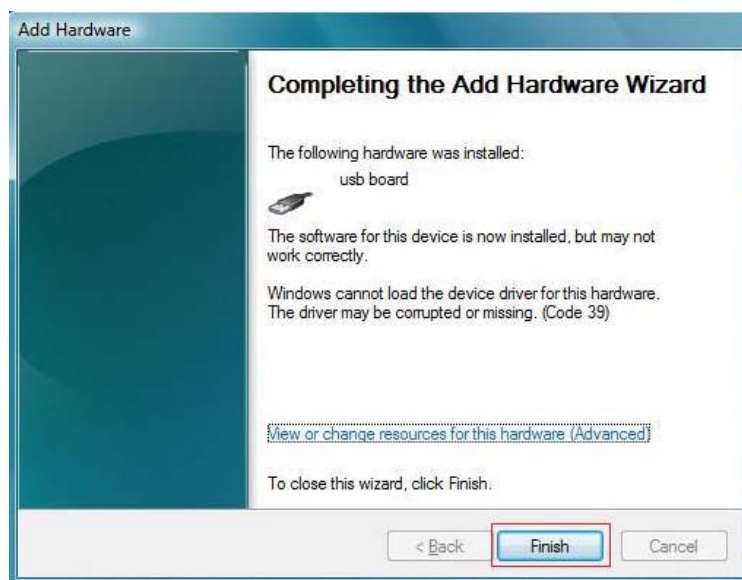 Add Hardware
Completing the Add Hardware Wizard
The following hardware was installed:
usb board
The software for this device is now installed, but may not
work correctly.
Windows cannot load the device driver for this hardware.
The driver may be corrupted or missing. (Code 39)
View or change resources for this hardware (Advanced)
To close this wizard, click Finish.
< Back Finish Cancel